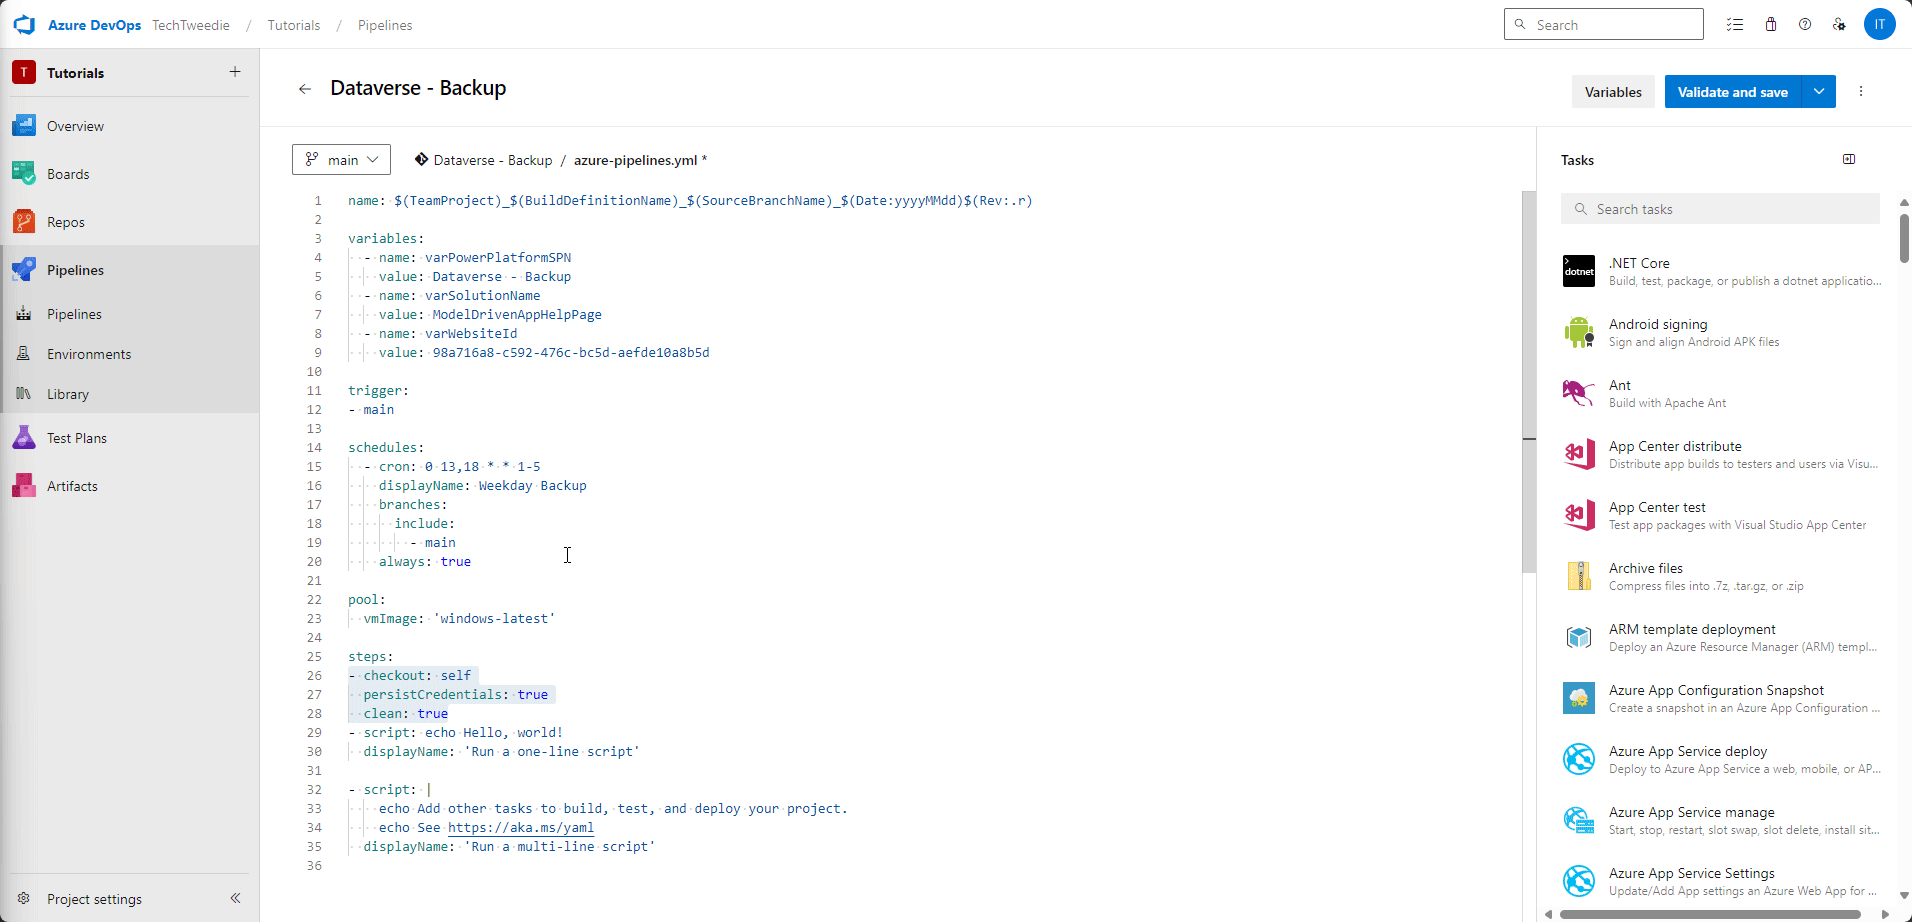 Azure DevOps TechTweedie / Tutorials / Pipelines
Search
IT
T Tutorials +
Overview
Boards
Repos
Pipelines
Pipelines
Environments
Library
Test Plans
Artifacts
Project settings
Dataverse - Backup
Variables
Validate and save
main
Dataverse - Backup / azure-pipelines.yml *
1 name: $(TeamProject)_$(BuildDefinitionName)_$(SourceBranchName)_$(Date:yyyyMMdd)$(Rev:.r)
2
3 variables:
4   - name: varPowerPlatformSPN
5     value: Dataverse - Backup
6   - name: varSolutionName
7     value: ModelDrivenAppHelpPage
8   - name: varWebsiteId
9     value: 98a716a8-c592-476c-bc5d-aefde10a8b5d
10
11 trigger:
12 - main
13
14 schedules:
15   - cron: 0 13,18 * * 1-5
16     displayName: Weekday Backup
17     branches:
18       include:
19         - main
20     always: true
21
22 pool:
23   vmImage: 'windows-latest'
24
25 steps:
26 - checkout: self
27   persistCredentials: true
28   clean: true
29 - script: echo Hello, world!
30   displayName: 'Run a one-line script'
31
32 - script: |
33     echo Add other tasks to build, test, and deploy your project.
34     echo See https://aka.ms/yaml
35   displayName: 'Run a multi-line script'
36
Tasks
Search tasks
dotnet
.NET Core
Build, test, package, or publish a dotnet applicatio...
Android signing
Sign and align Android APK files
Ant
Build with Apache Ant
App Center distribute
Distribute app builds to testers and users via Visu...
App Center test
Test app packages with Visual Studio App Center
Archive files
Compress files into .7z, .tar.gz, or .zip
ARM template deployment
Deploy an Azure Resource Manager (ARM) templ...
Azure App Configuration Snapshot
Create a snapshot in an Azure App Configuration ...
Azure App Service deploy
Deploy to Azure App Service a web, mobile, or AP...
Azure App Service manage
Start, stop, restart, slot swap, slot delete, install sit...
Azure App Service Settings
Update/Add App settings an Azure Web App for ...